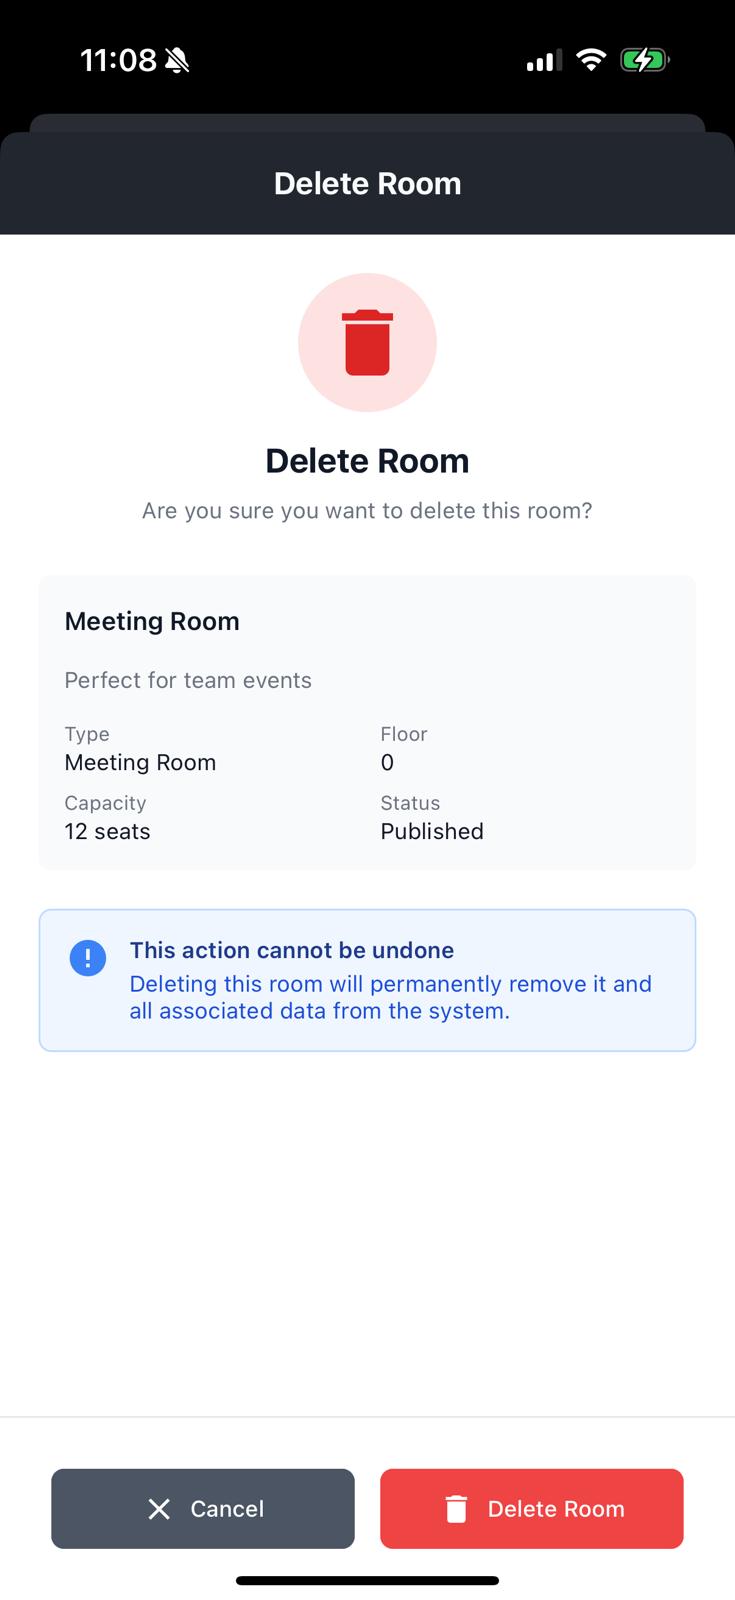 11:08
Delete Room
Delete Room
Are you sure you want to delete this room?
Meeting Room
Perfect for team events
Type
Meeting Room
Floor
0
Capacity
12 seats
Status
Published
This action cannot be undone
Deleting this room will permanently remove it and
all associated data from the system.
Cancel
Delete Room